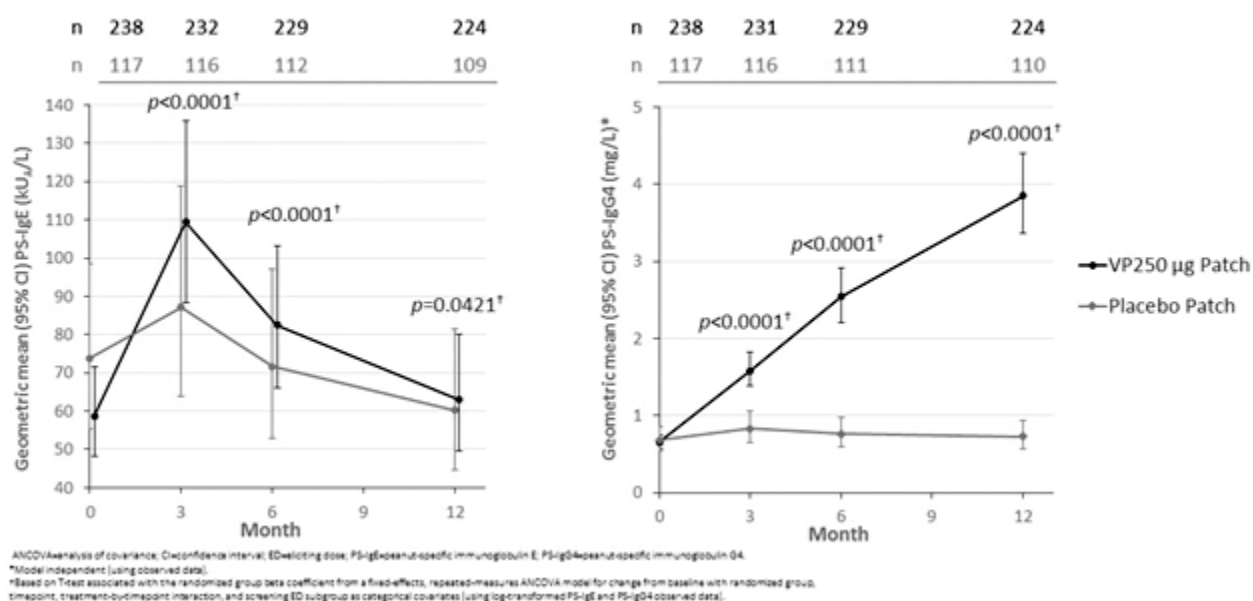 n 238 232 229 224
n 117 116 112 109
Geometric mean (95% CI) PS-IgE (kUA/L)
140
130
120
110
100
90
80
70
60
50
40
p<0.0001†
p<0.0001†
p=0.0421†
0 3 6 9 12
Month
n 238 231 229 224
n 117 116 111 110
Geometric mean (95% CI) PS-IgG4 (mg/L)*
5
4
3
2
1
0
p<0.0001†
p<0.0001†
p<0.0001†
0 3 6 9 12
Month
VP250 µg Patch
Placebo Patch
ANCOVA=analysis of covariance; CI=confidence interval; ED=eliciting dose; PS-IgE=peanut-specific immunoglobulin E; PS-IgG4=peanut-specific immunoglobulin G4.
*Model independent (using observed data).
†Based on T-test associated with the randomized group beta coefficient from a fixed-effects, repeated-measures ANCOVA model for change from baseline with randomized group,
timepoint, treatment-by-timepoint interaction, and screening ED subgroup as categorical covariates (using log-transformed PS-IgE and PS-IgG4 observed data).